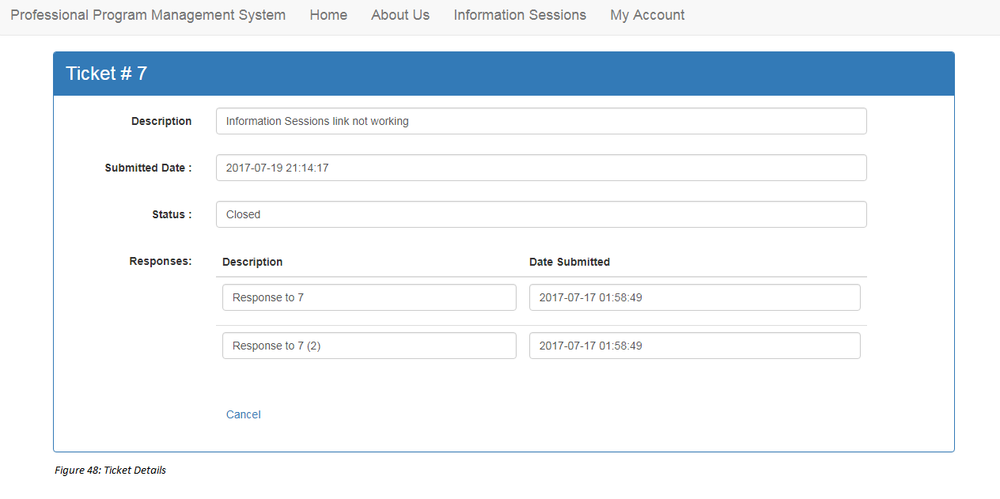 Professional Program Management System Home About Us Information Sessions My Account
Ticket # 7
Description Information Sessions link not working
Submitted Date : 2017-07-19 21:14:17
Status : Closed
Responses: Description Date Submitted
Response to 7 2017-07-17 01:58:49
Response to 7 (2) 2017-07-17 01:58:49
Cancel
Figure 48: Ticket Details